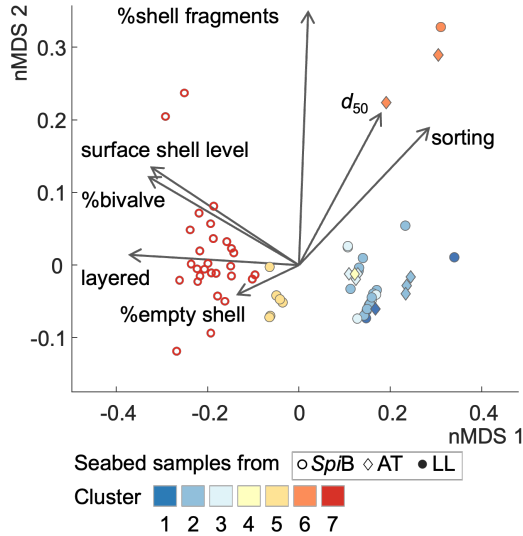 nMDS 2
%shell fragments
0.3
d50
0.2
sorting
surface shell level
0.1
%bivalve
0
layered
%empty shell
-0.1
-0.4 -0.2 0 0.2 0.4
nMDS 1
Seabed samples from SpiB AT LL
Cluster
1 2 3 4 5 6 7